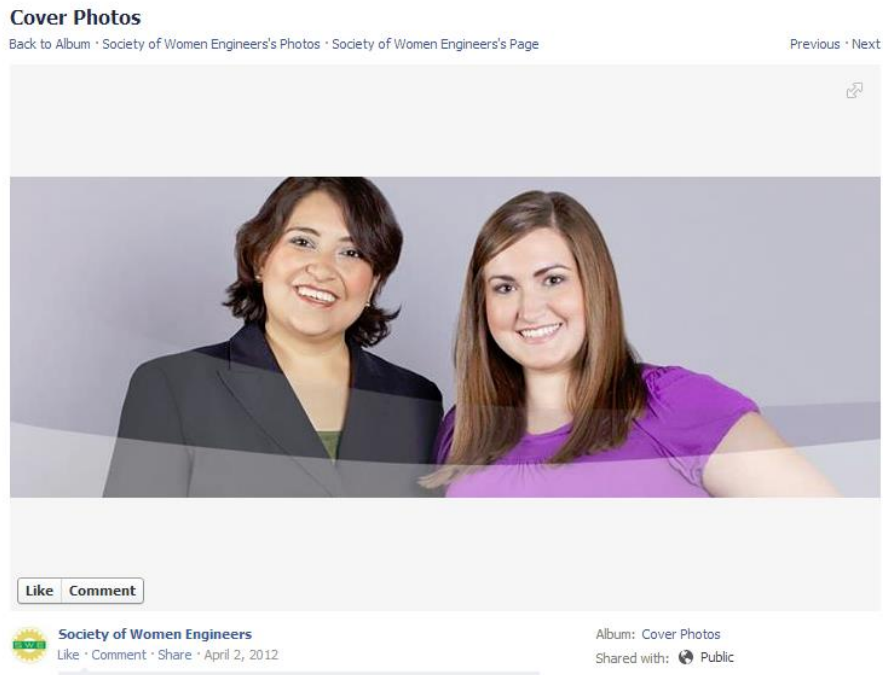 Cover Photos
Back to Album · Society of Women Engineers's Photos · Society of Women Engineers's Page
Previous · Next
Like Comment
SWE
Society of Women Engineers
Like · Comment · Share · April 2, 2012
Album: Cover Photos
Shared with: Public